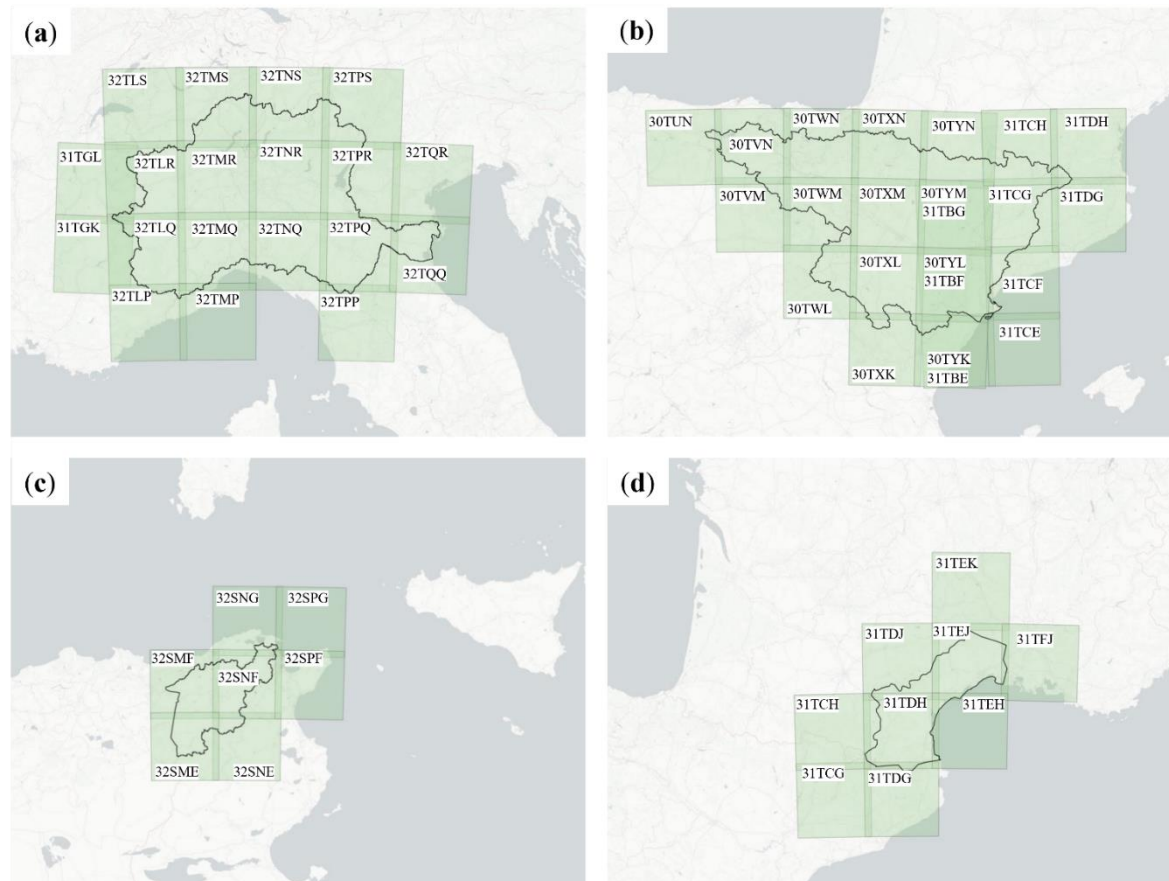 (a)
32TLS 32TMS 32TNS 32TPS
31TGL 32TLR 32TMR 32TNR 32TPR 32TQR
31TGK 32TLQ 32TMQ 32TNQ 32TPQ
32TQQ
32TLP 32TMP 32TPP
(b)
30TUN 30TVN 30TWN 30TXN 30TYN 31TCH 31TDH
30TVM 30TWM 30TXM 30TYM 31TCG 31TDG
31TBG
30TXL 30TYL
31TBF 31TCF
30TWL
31TCE
30TYK
30TXK 31TBE
(c)
32SNG 32SPG
32SMF 32SPF
32SNF
32SME 32SNE
(d)
31TEK
31TDJ 31TEJ
31TFJ
31TCH 31TDH 31TEH
31TCG 31TDG